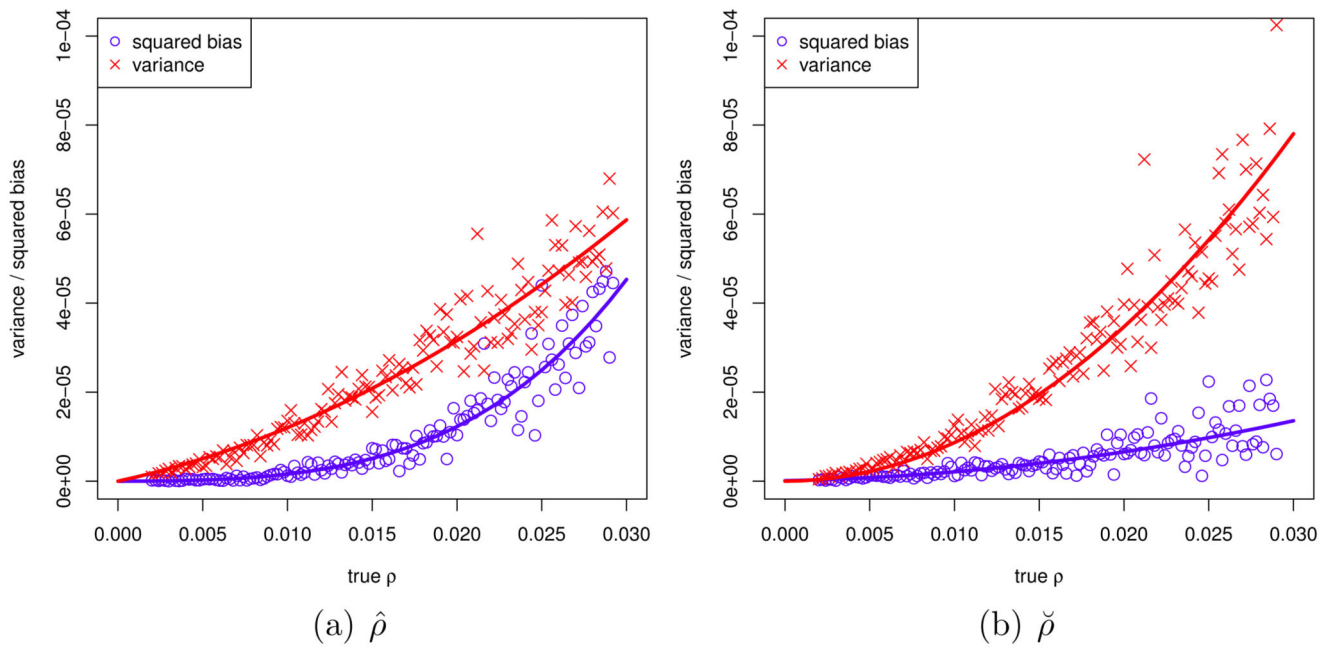 squared bias
variance
variance / squared bias
0e+00 2e-05 4e-05 6e-05 8e-05 1e-04
0.000 0.005 0.010 0.015 0.020 0.025 0.030
true ρ
(a) ρ̂
squared bias
variance
variance / squared bias
0e+00 2e-05 4e-05 6e-05 8e-05 1e-04
0.000 0.005 0.010 0.015 0.020 0.025 0.030
true ρ
(b) ρ̆